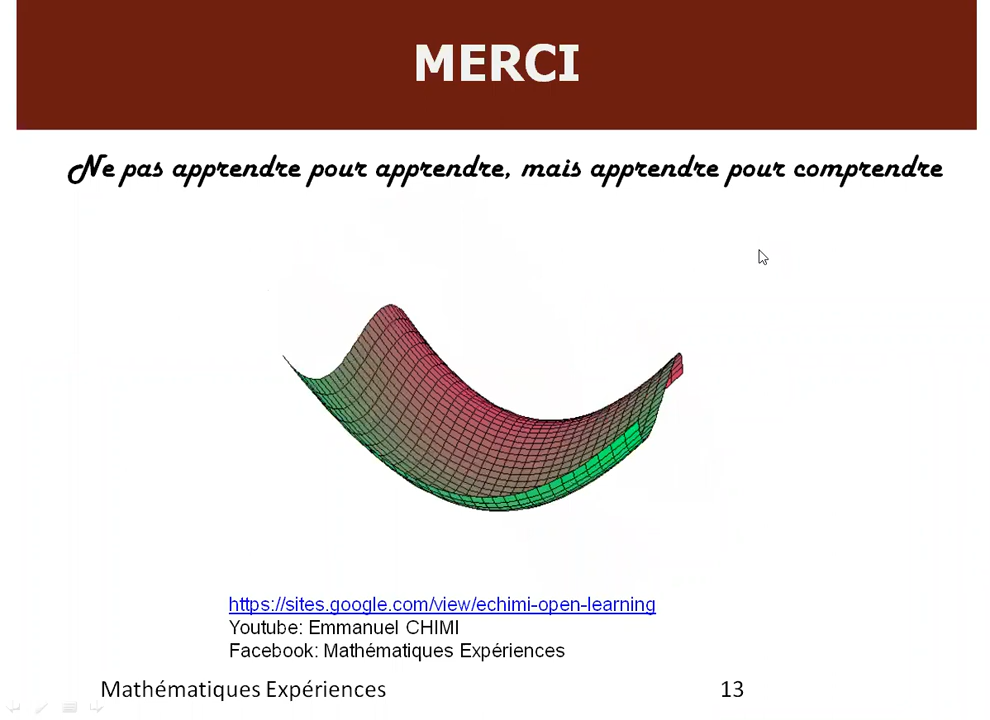 MERCI
Ne pas apprendre pour apprendre, mais apprendre pour comprendre
https://sites.google.com/view/echimi-open-learning
Youtube: Emmanuel CHIMI
Facebook: Mathématiques Expériences
Mathématiques Expériences 13